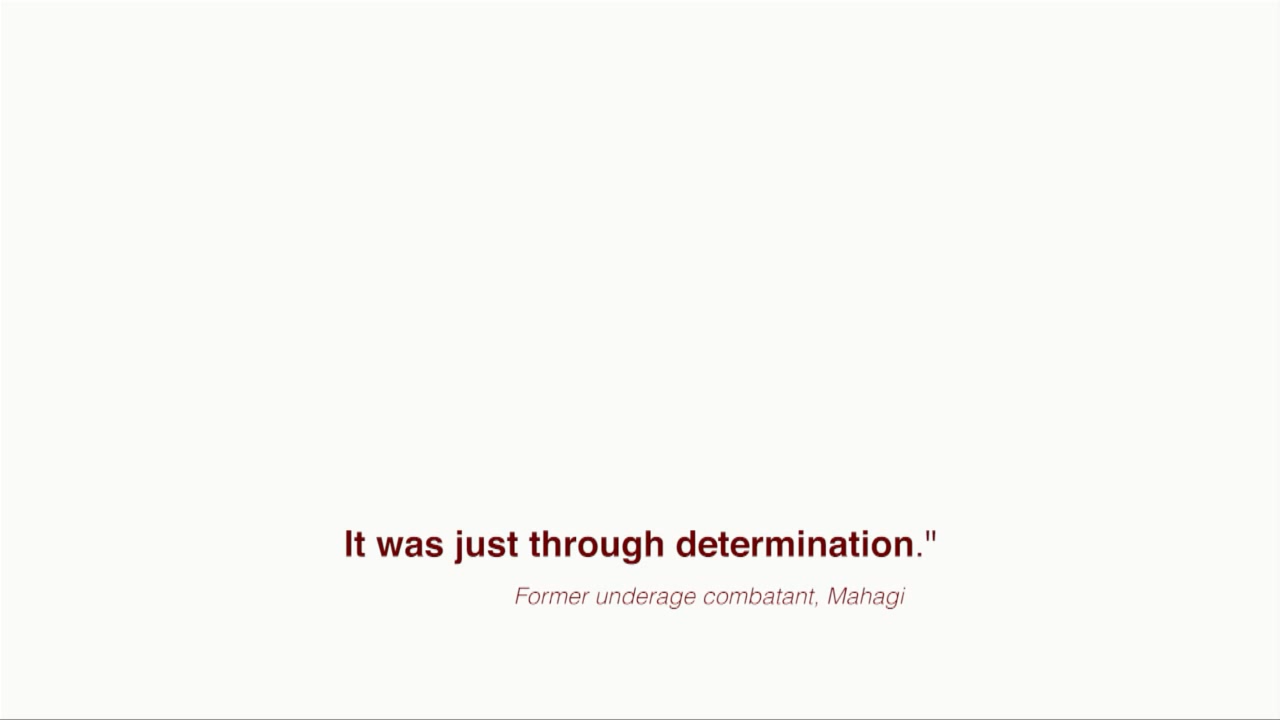 It was just through determination."
Former underage combatant, Mahagi